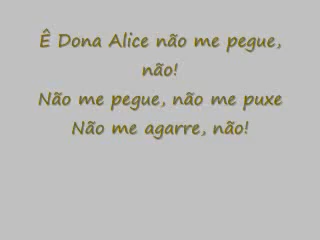 Ê Dona Alice não me pegue,
não!
Não me pegue, não me puxe
Não me agarre, não!